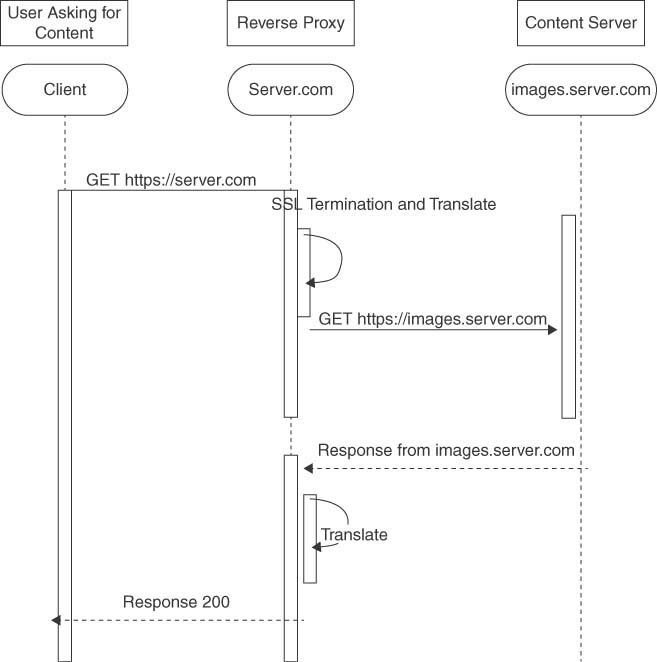 User Asking for
Content
Reverse Proxy
Content Server
Client
Server.com
images.server.com
GET https://server.com
SSL Termination and Translate
GET https://images.server.com
Response from images.server.com
Translate
Response 200